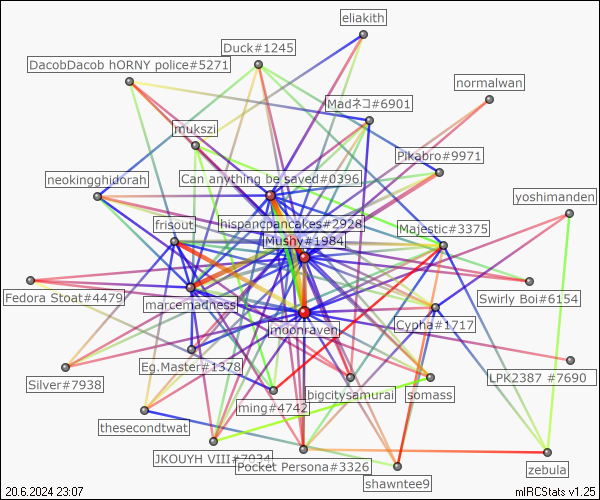 eliakith
Duck#1245
DacobDacob hORNY police#5271
normalwan
Madネコ#6901
mukszi
Pikabro#9971
neokingghidorah
Can anything be saved#0396
yoshimanden
frisout
hispancpancakes#2928
Majestic#3375
Mushy#1984
Fedora Stoat#4479
marcemadness
Swirly Boi#6154
moonraven
Cypha#1717
Eg.Master#1378
LPK2387 #7690
Silver#7938
bigcitysamurai
somass
ming#4742
thesecondtwat
JKOUYH VIII#7034
Pocket Persona#3326
zebula
shawntee9
20.6.2024 23:07
mIRCStats v1.25